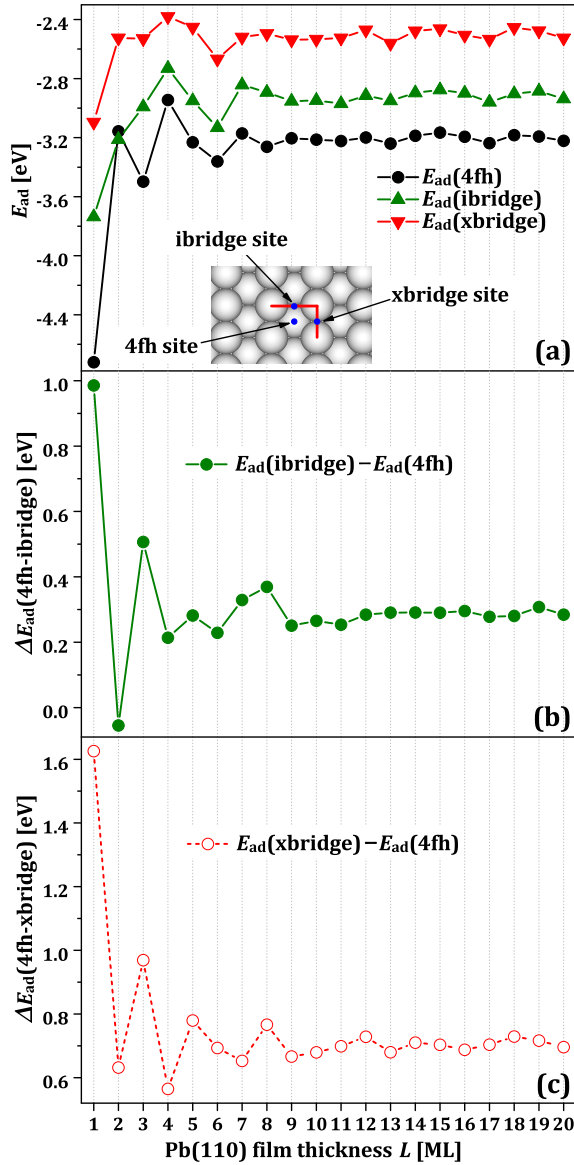 -2.4
-2.8
-3.2
-3.6
-4.0
-4.4
E_ad [eV]
E_ad(4fh)
E_ad(ibridge)
E_ad(xbridge)
ibridge site
xbridge site
4fh site
(a)
1.0
0.8
0.6
0.4
0.2
0.0
ΔE_ad(4fh-ibridge) [eV]
E_ad(ibridge)−E_ad(4fh)
(b)
1.6
1.4
1.2
1.0
0.8
0.6
ΔE_ad(4fh-xbridge) [eV]
E_ad(xbridge)−E_ad(4fh)
(c)
1 2 3 4 5 6 7 8 9 10 11 12 13 14 15 16 17 18 19 20
Pb(110) film thickness L [ML]